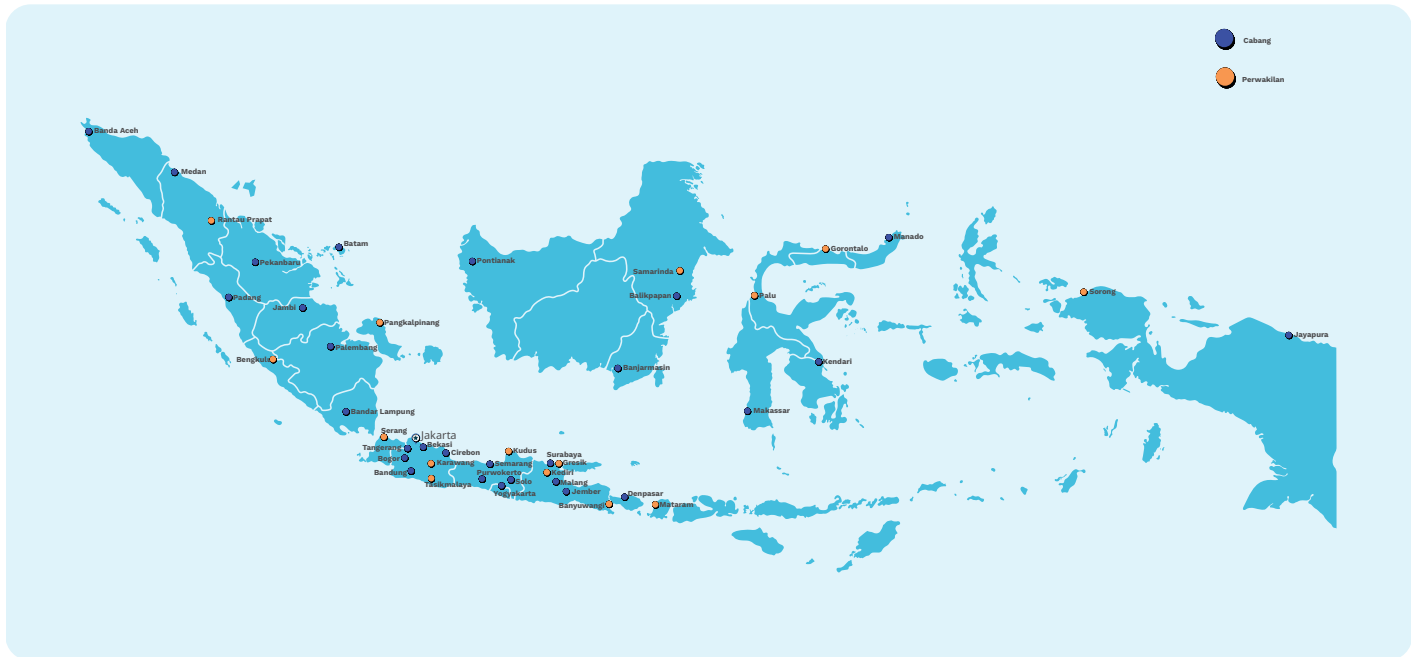 Cabang
Perwakilan
Banda Aceh
Medan
Rantau Prapat
Batam
Pekanbaru
Padang
Jambi
Pangkalpinang
Palembang
Bengkulu
Bandar Lampung
Pontianak
Samarinda
Balikpapan
Banjarmasin
Manado
Gorontalo
Palu
Kendari
Makassar
Sorong
Jayapura
Serang
Jakarta
Tangerang
Bekasi
Cirebon
Bogor
Karawang
Bandung
Tasikmalaya
Kudus
Semarang
Purwokerto
Solo
Yogyakarta
Surabaya
Gresik
Kediri
Malang
Jember
Banyuwangi
Denpasar
Mataram